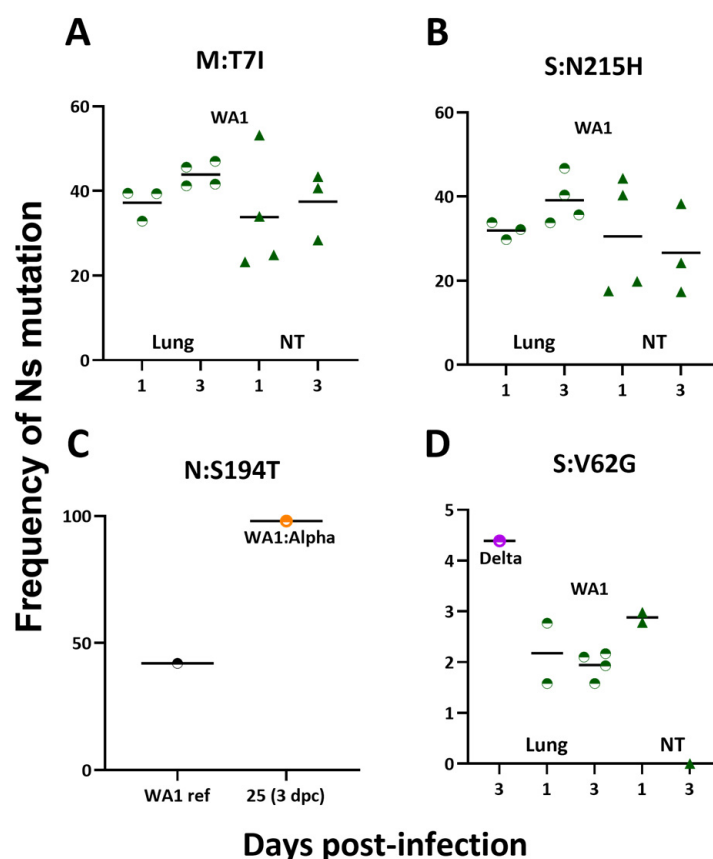 A
M:T7I
60
40
20
0
WA1
Lung
NT
1
3
1
3
B
S:N215H
60
40
20
0
WA1
Lung
NT
1
3
1
3
Frequency of Ns mutation
C
N:S194T
100
50
0
WA1:Alpha
WA1 ref
25 (3 dpc)
D
S:V62G
5
4
3
2
1
0
Delta
WA1
Lung
NT
3
1
3
1
3
Days post-infection